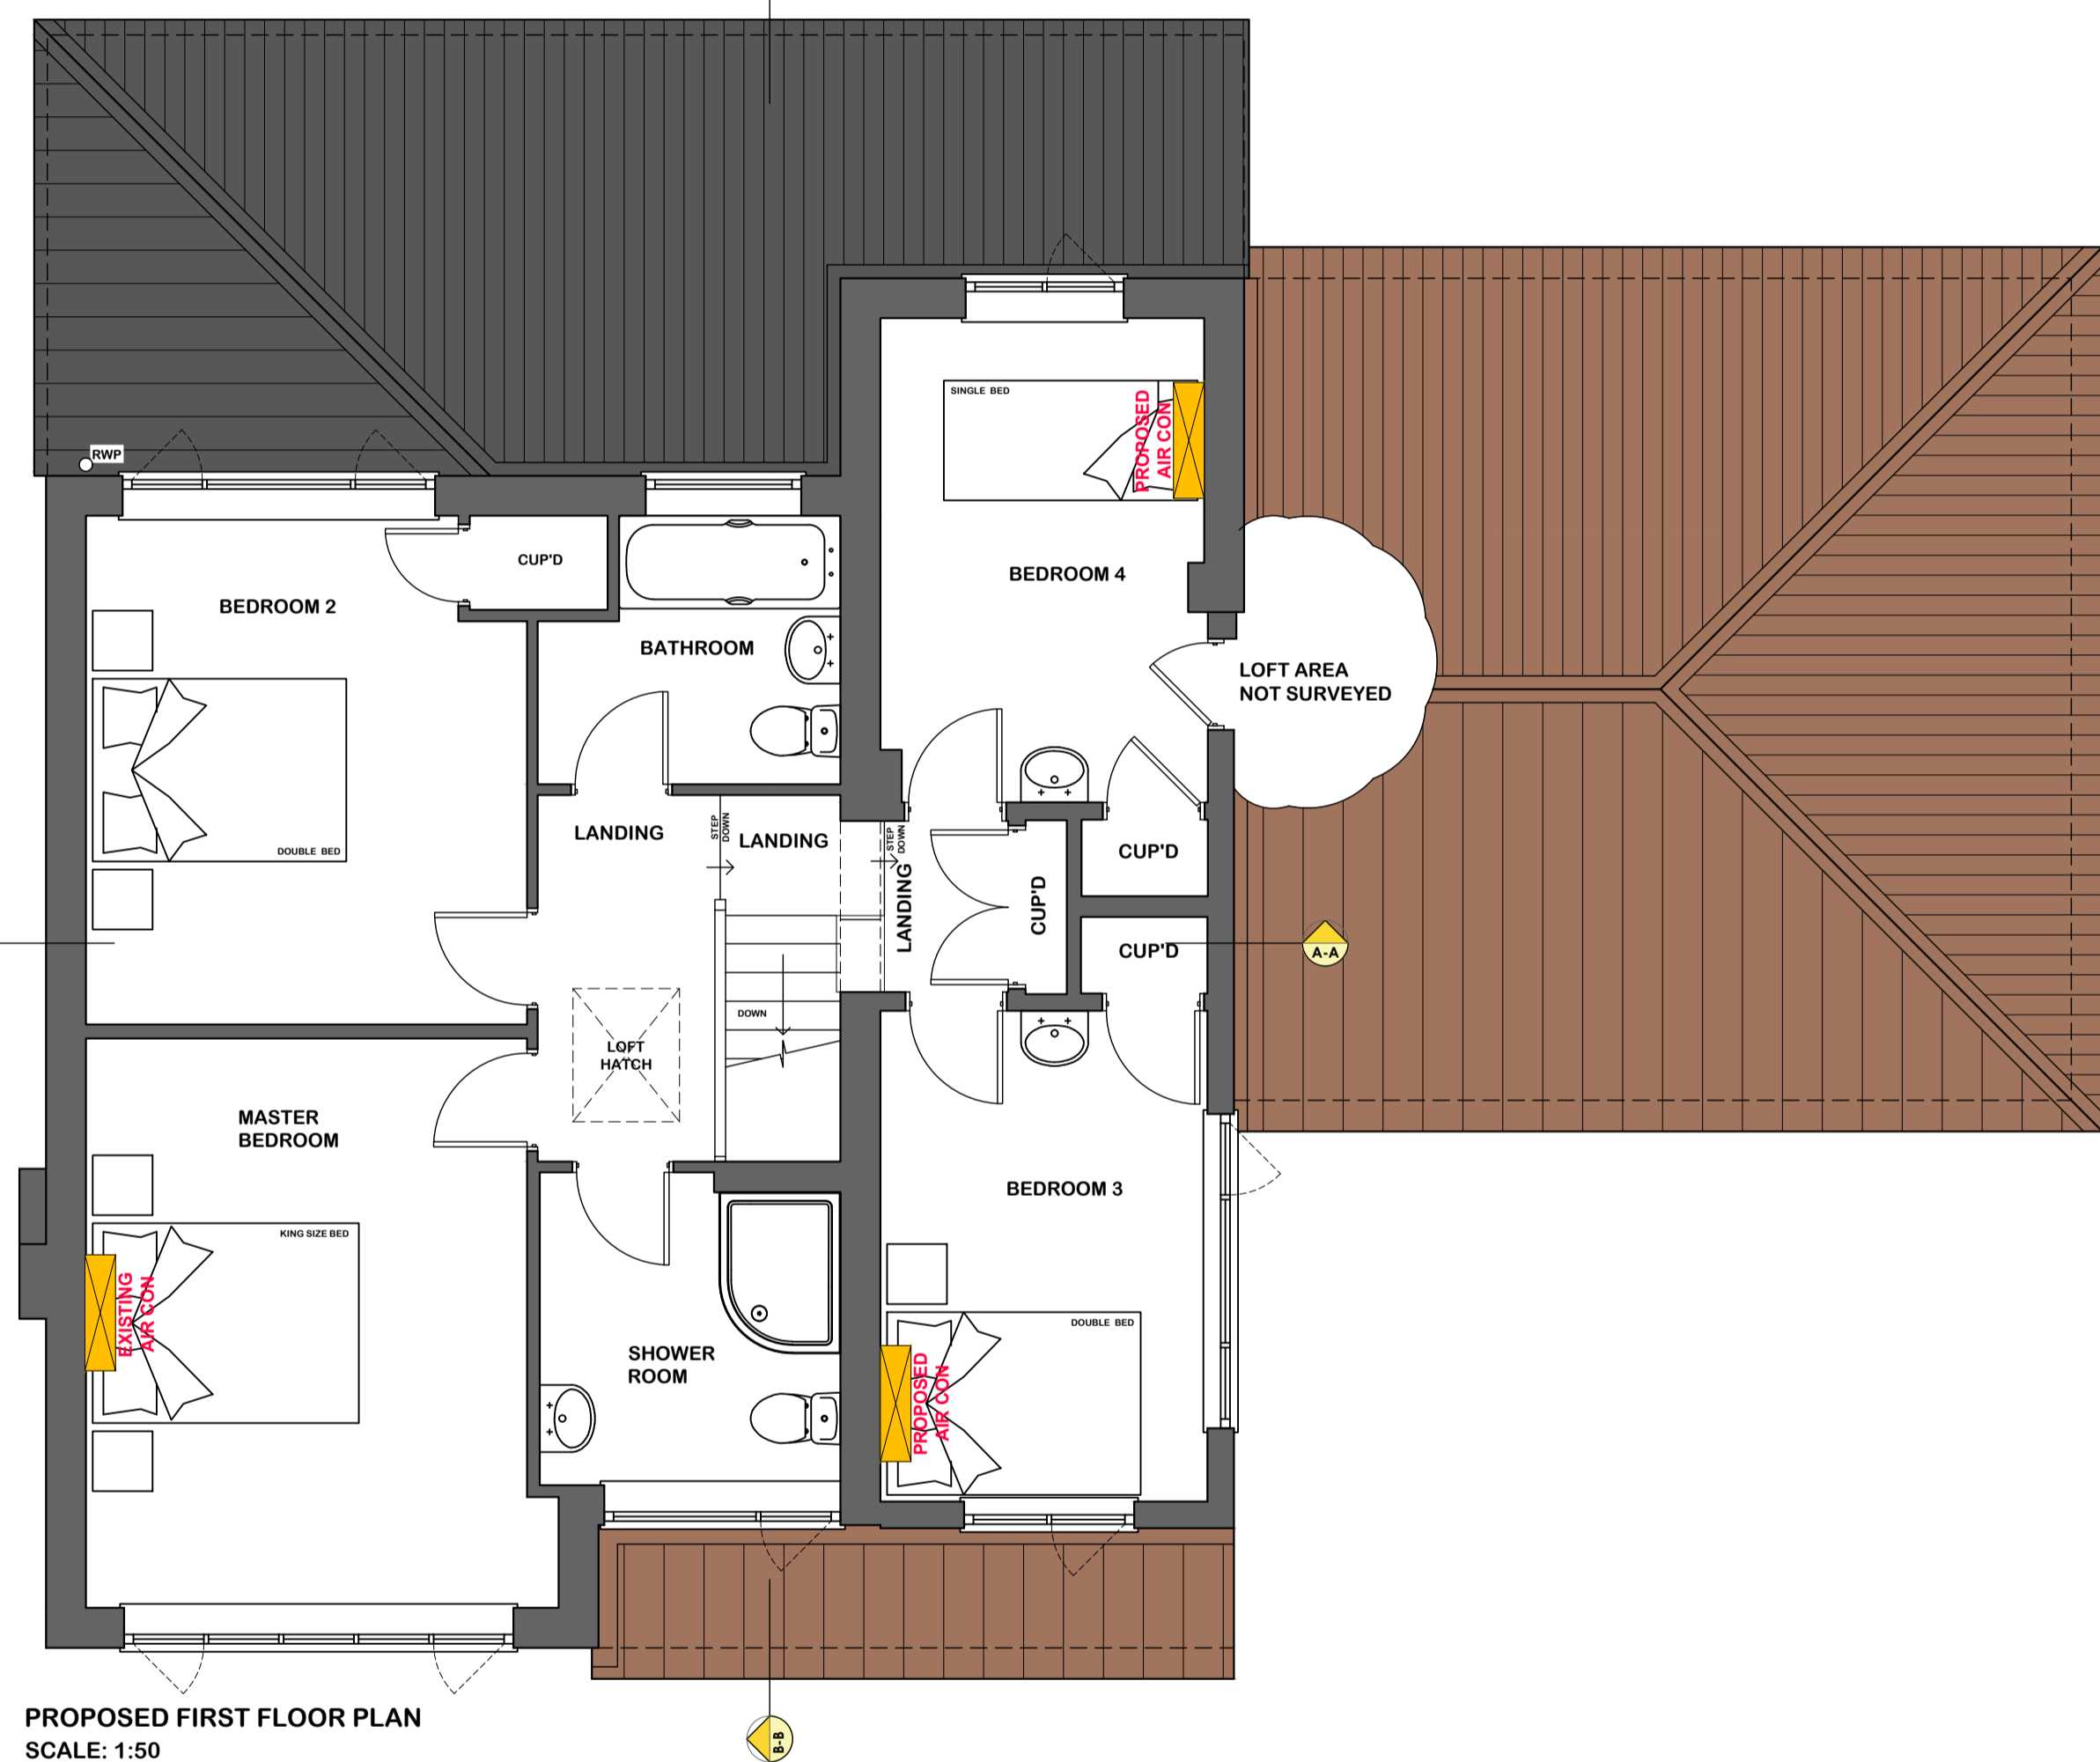 SINGLE BED
PROPOSED
AIR CON
RWP
CUP'D
BEDROOM 4
BEDROOM 2
BATHROOM
LOFT AREA
NOT SURVEYED
DOUBLE BED
LANDING
STEP
DOWN
LANDING
STEP
DOWN
LANDING
CUP'D
CUP'D
CUP'D
A-A
DOWN
LOFT
HATCH
MASTER
BEDROOM
BEDROOM 3
KING SIZE BED
EXISTING
AIR CON
DOUBLE BED
SHOWER
ROOM
PROPOSED
AIR CON
PROPOSED FIRST FLOOR PLAN
SCALE: 1:50
B-B